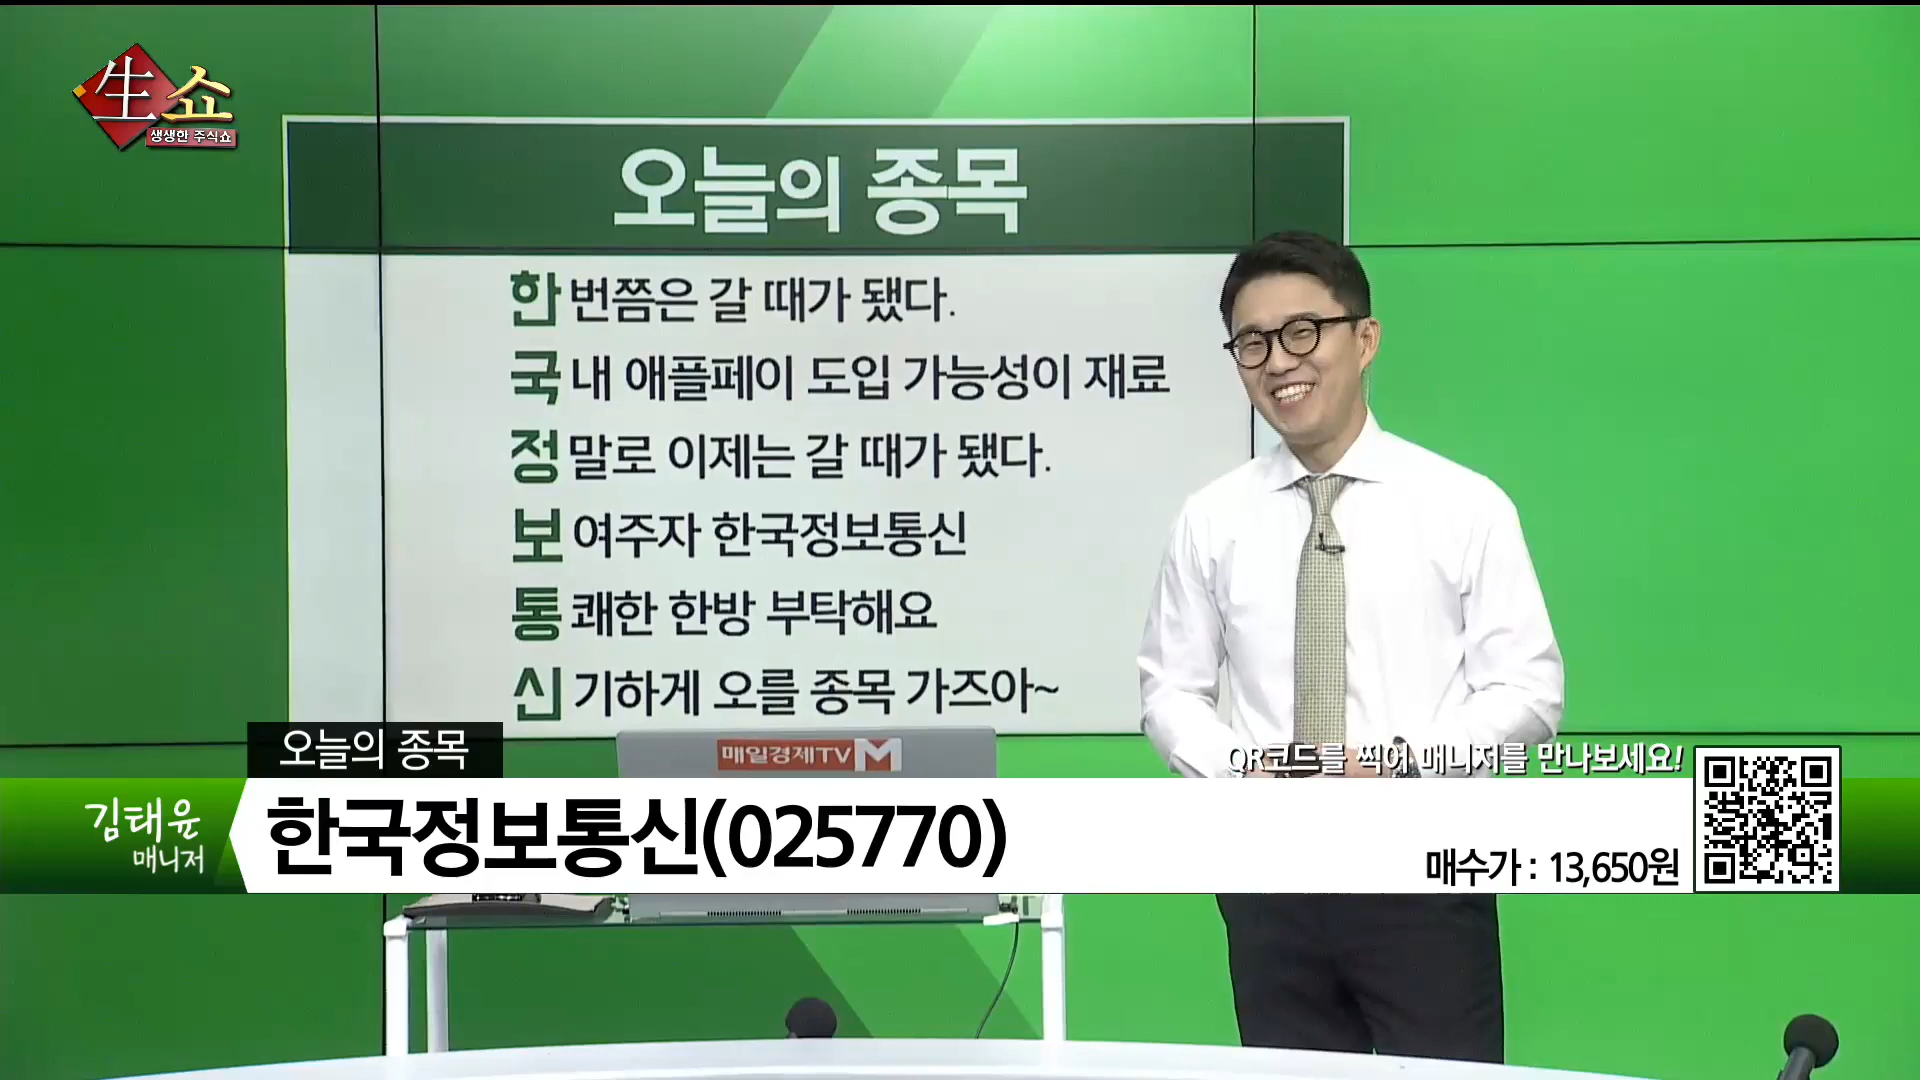 生쇼
생생한 주식쇼
오늘의 종목
한번쯤은 갈 때가 됐다.
국내 애플페이 도입 가능성이 재료
정말로 이제는 갈 때가 됐다.
보여주자 한국정보통신
통쾌한 한방 부탁해요
신기하게 오를 종목 가즈아~
매일경제TV M
오늘의 종목
QR코드를 찍어 매니저를 만나보세요!
김태윤
매니저
한국정보통신(025770)
매수가 : 13,650원